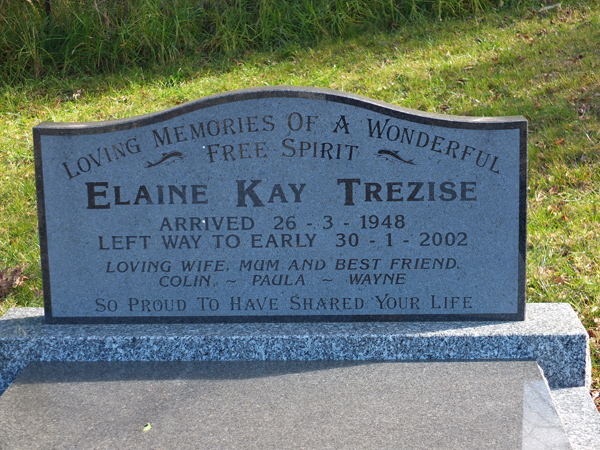 LOVING MEMORIES OF A WONDERFUL
FREE SPIRIT
ELAINE KAY TREZISE
ARRIVED 26 - 3 - 1948
LEFT WAY TO EARLY 30 - 1 - 2002
LOVING WIFE, MUM AND BEST FRIEND.
COLIN. ~ PAULA ~ WAYNE
SO PROUD TO HAVE SHARED YOUR LIFE